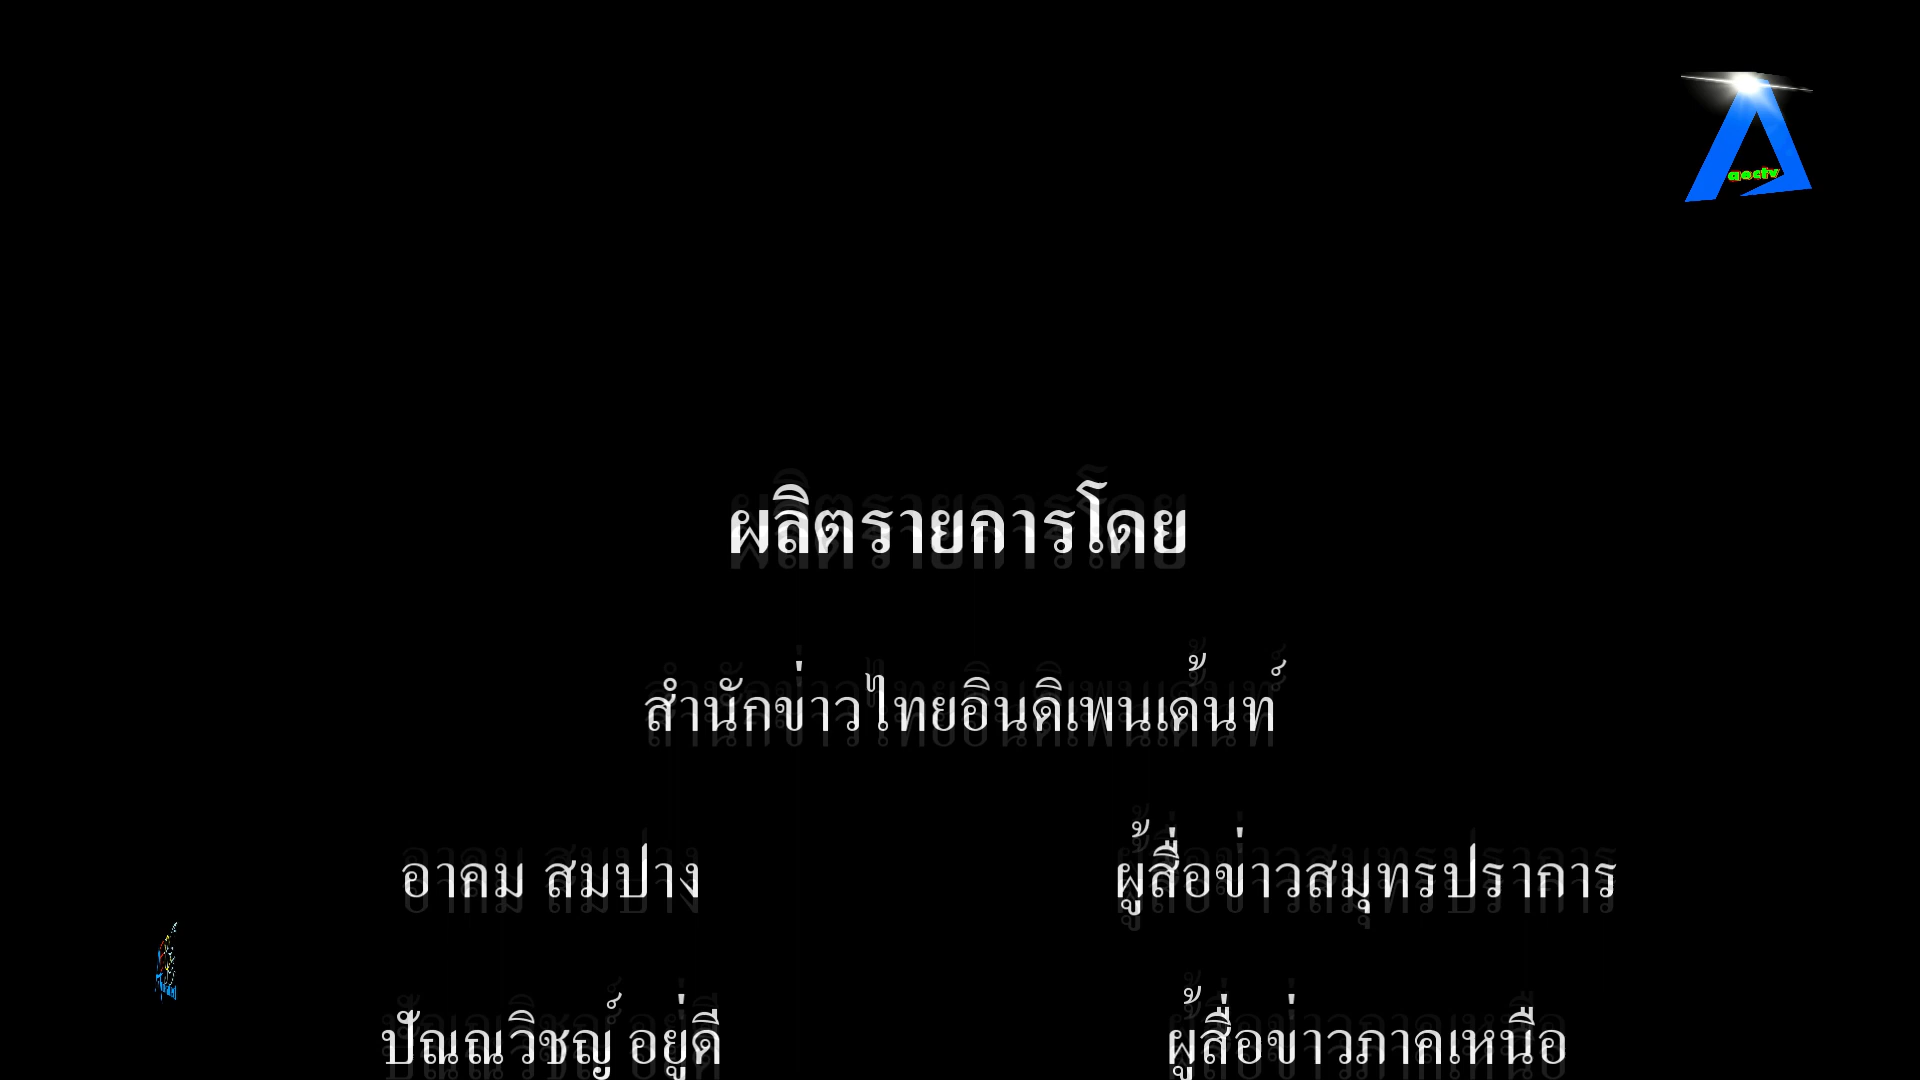 aoctv
ผลิตรายการโดย
สำนักข่าวไทยอินดิเพนเด้นท์
อาคม สมปาง ผู้สื่อข่าวสมุทรปราการ
ปัณณวิชญ์ อยู่ดี ผู้สื่อข่าวภาคเหนือ